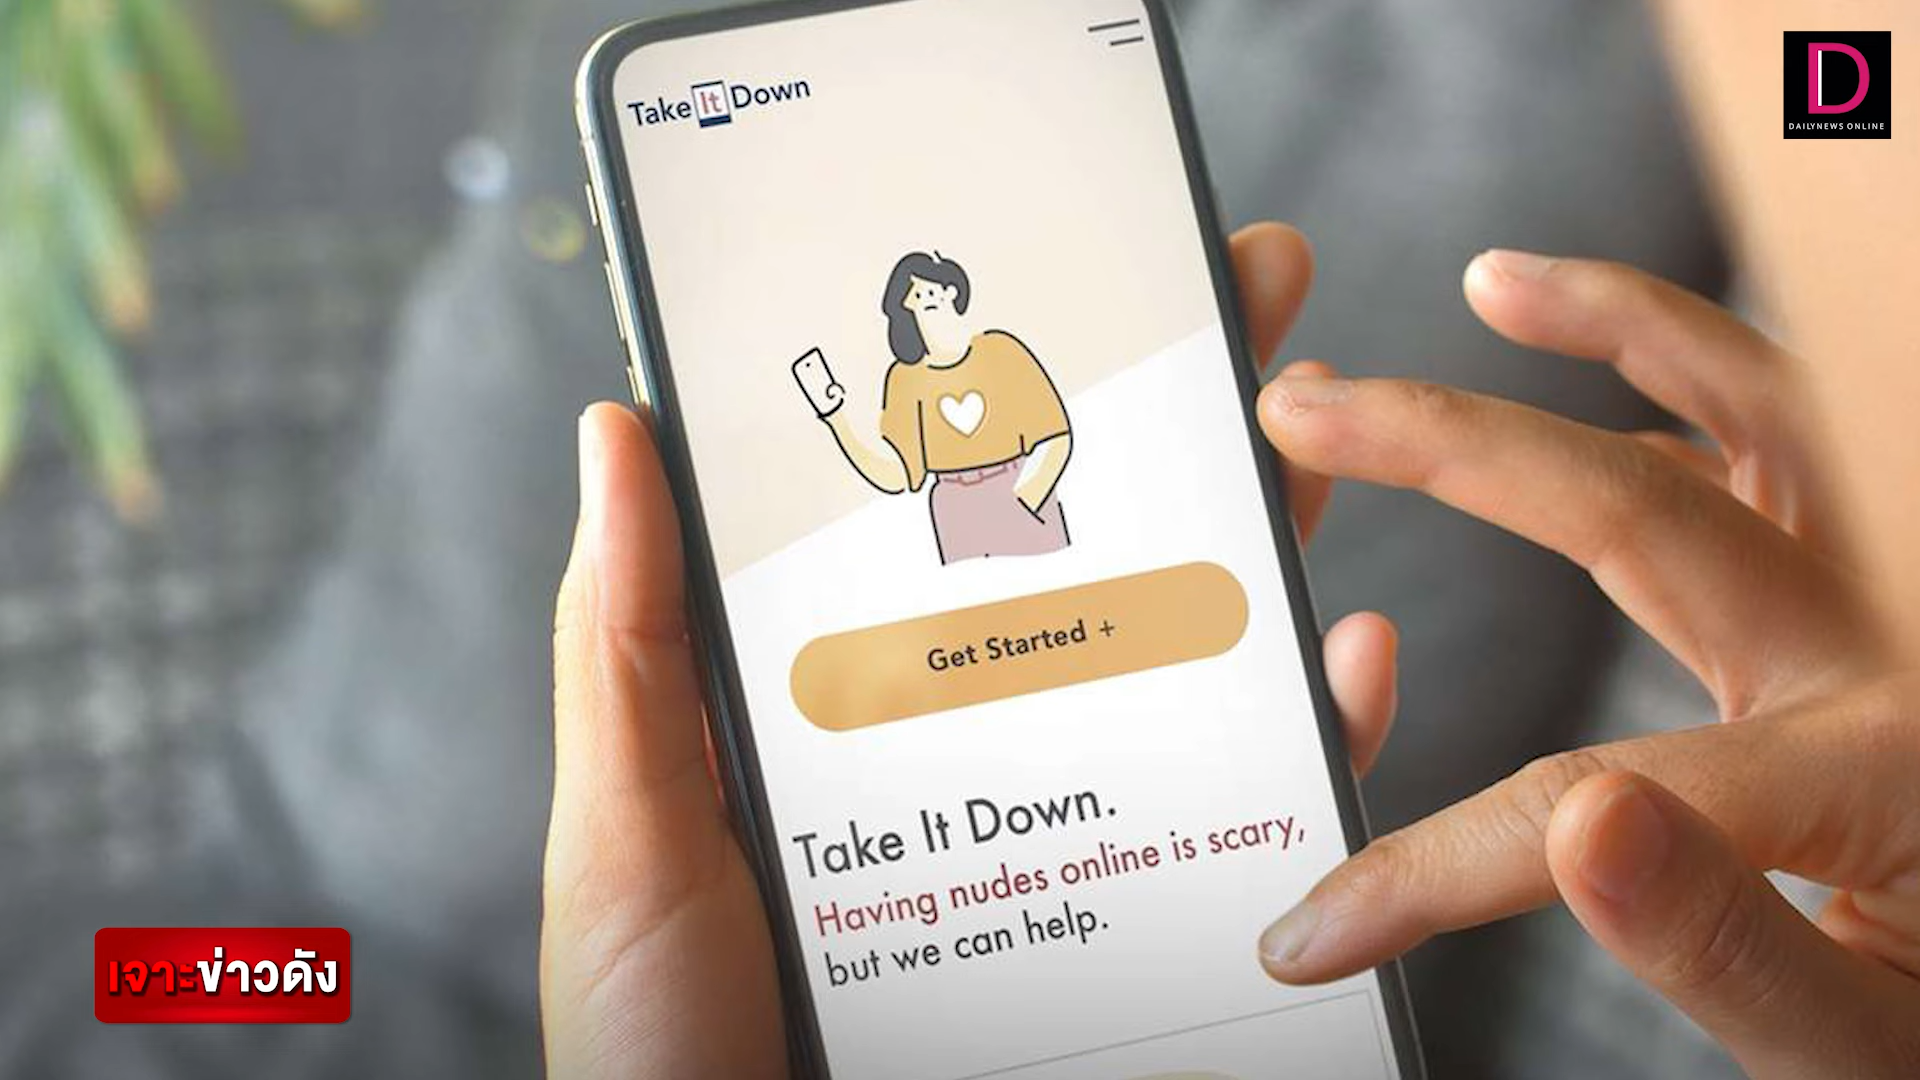 Take It Down
D
DAILYNEWS ONLINE
Get Started +
Take It Down.
Having nudes online is scary,
but we can help.
เจาะข่าวดัง